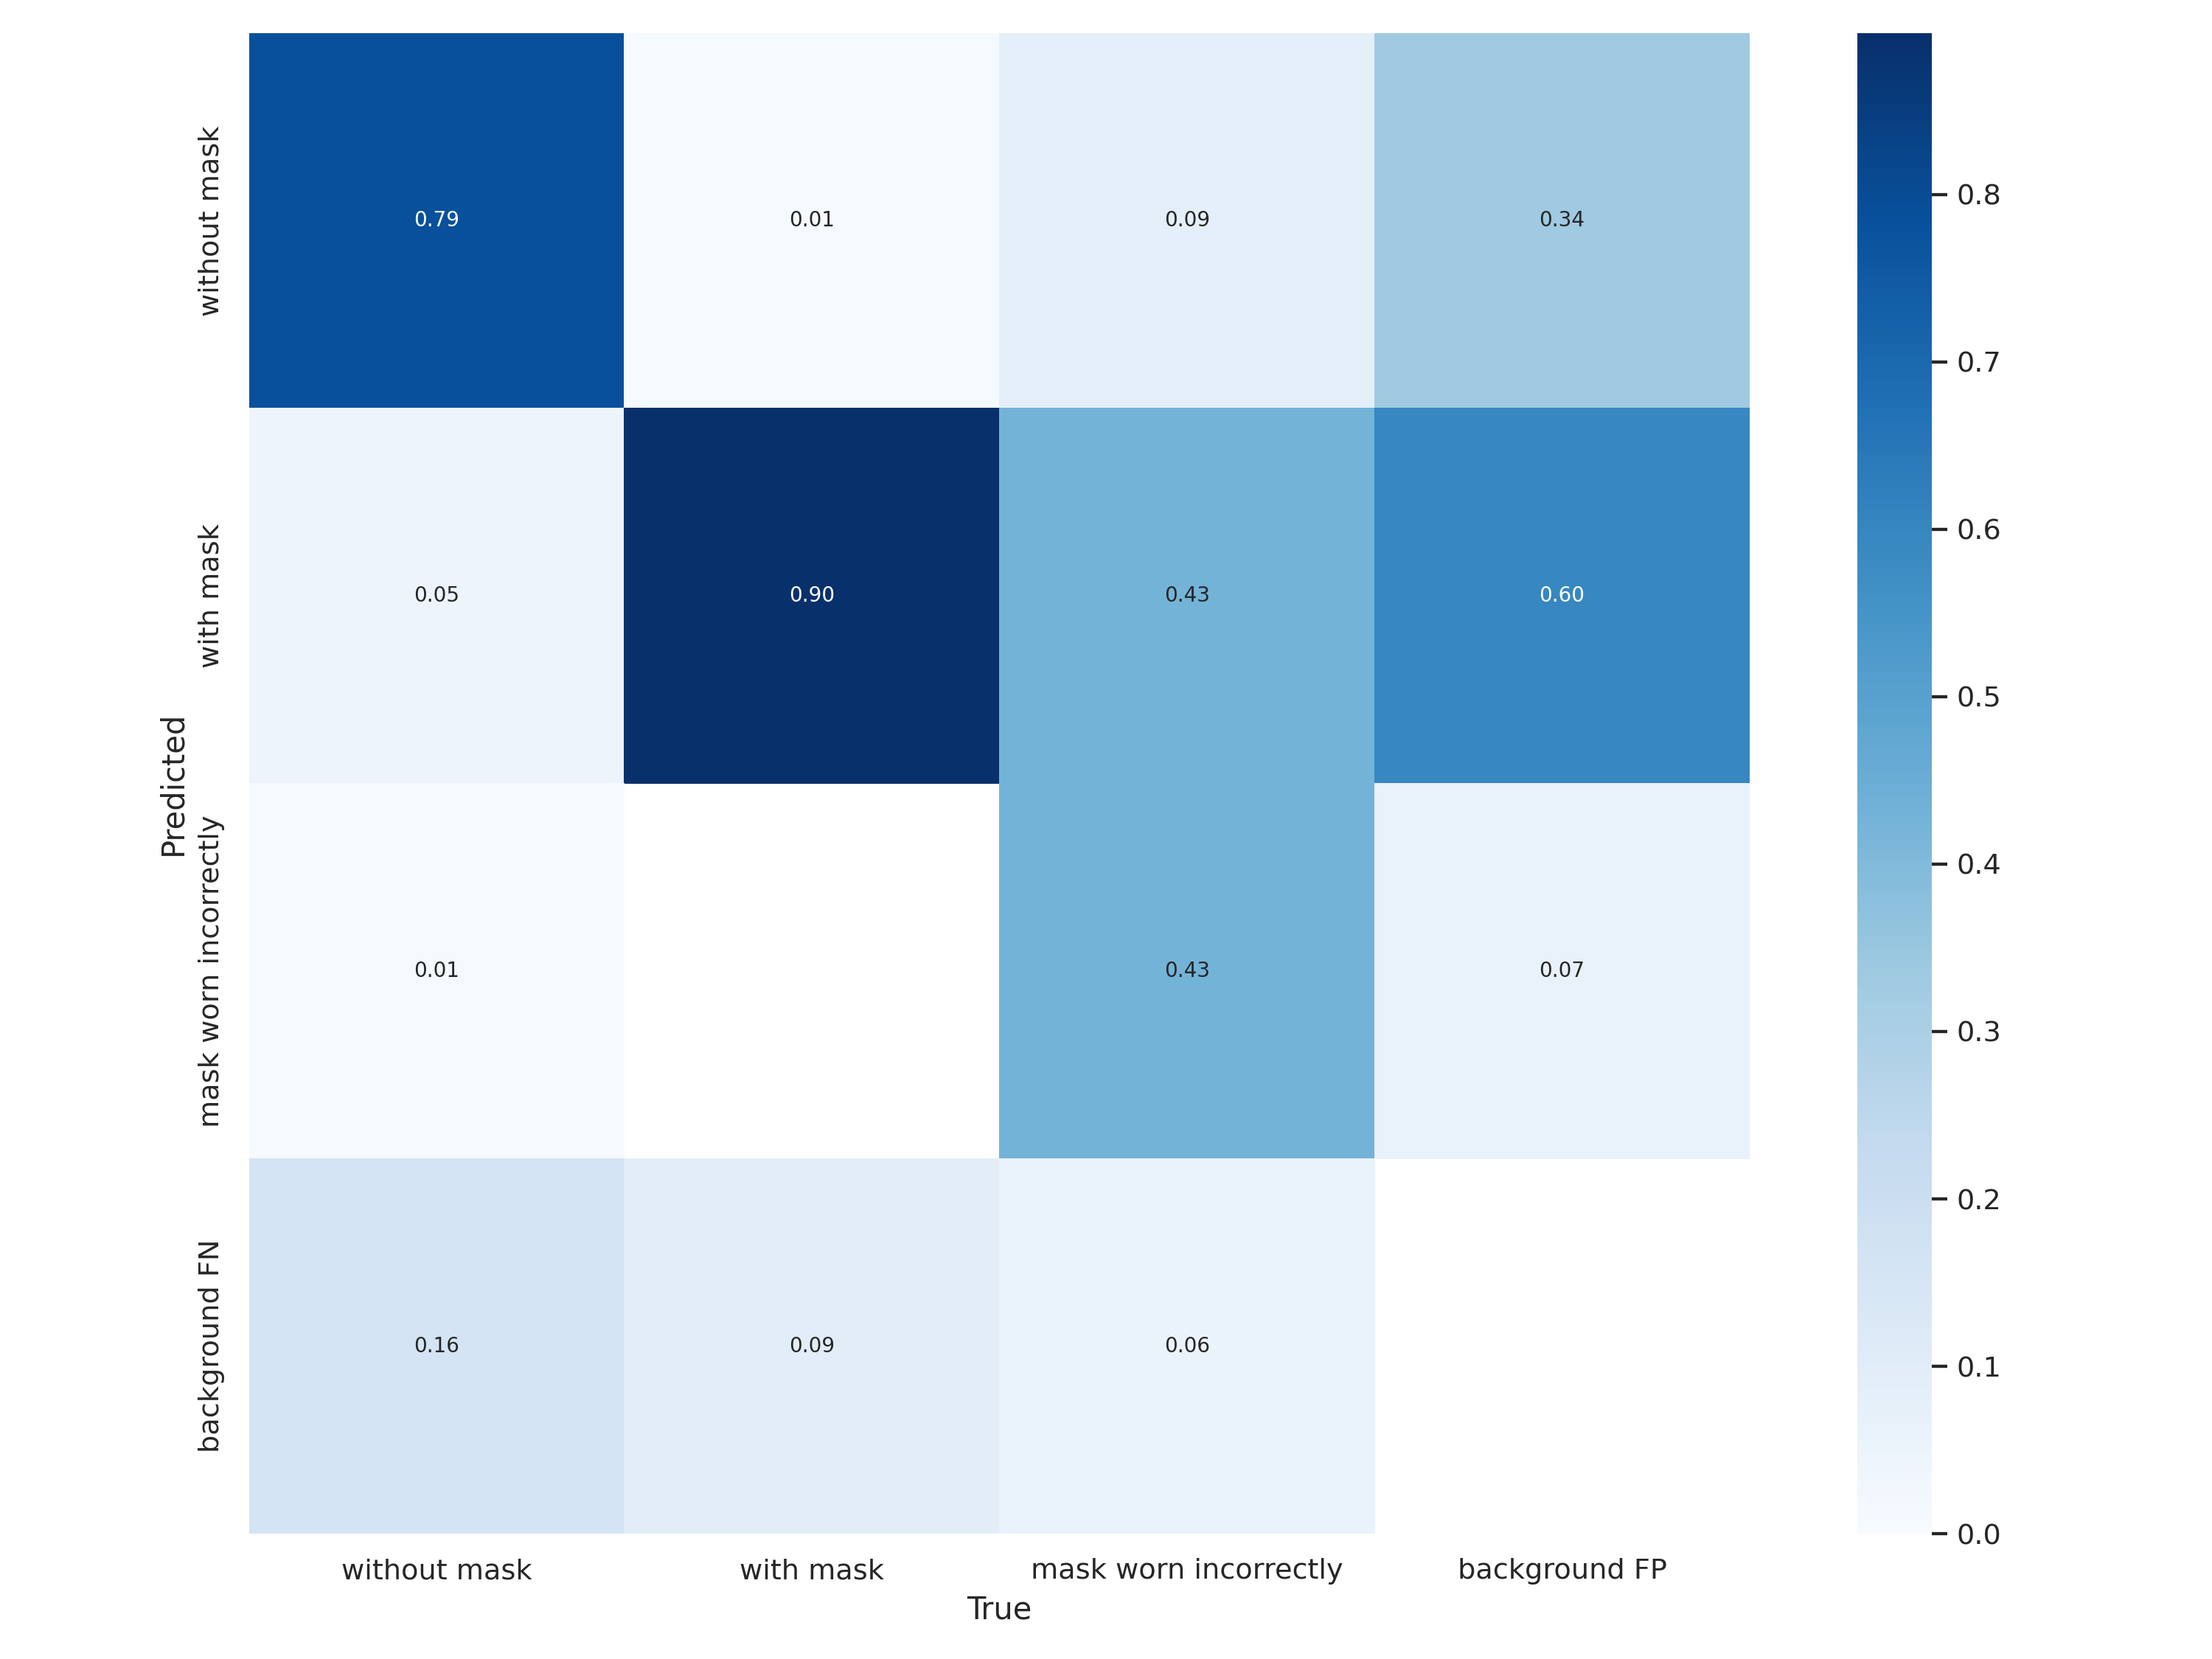 without mask
0.79
0.01
0.09
0.34
with mask
0.05
0.90
0.43
0.60
mask worn incorrectly
0.01
0.43
0.07
background FN
0.16
0.09
0.06
Predicted
without mask
with mask
mask worn incorrectly
background FP
True
0.8
0.7
0.6
0.5
0.4
0.3
0.2
0.1
0.0